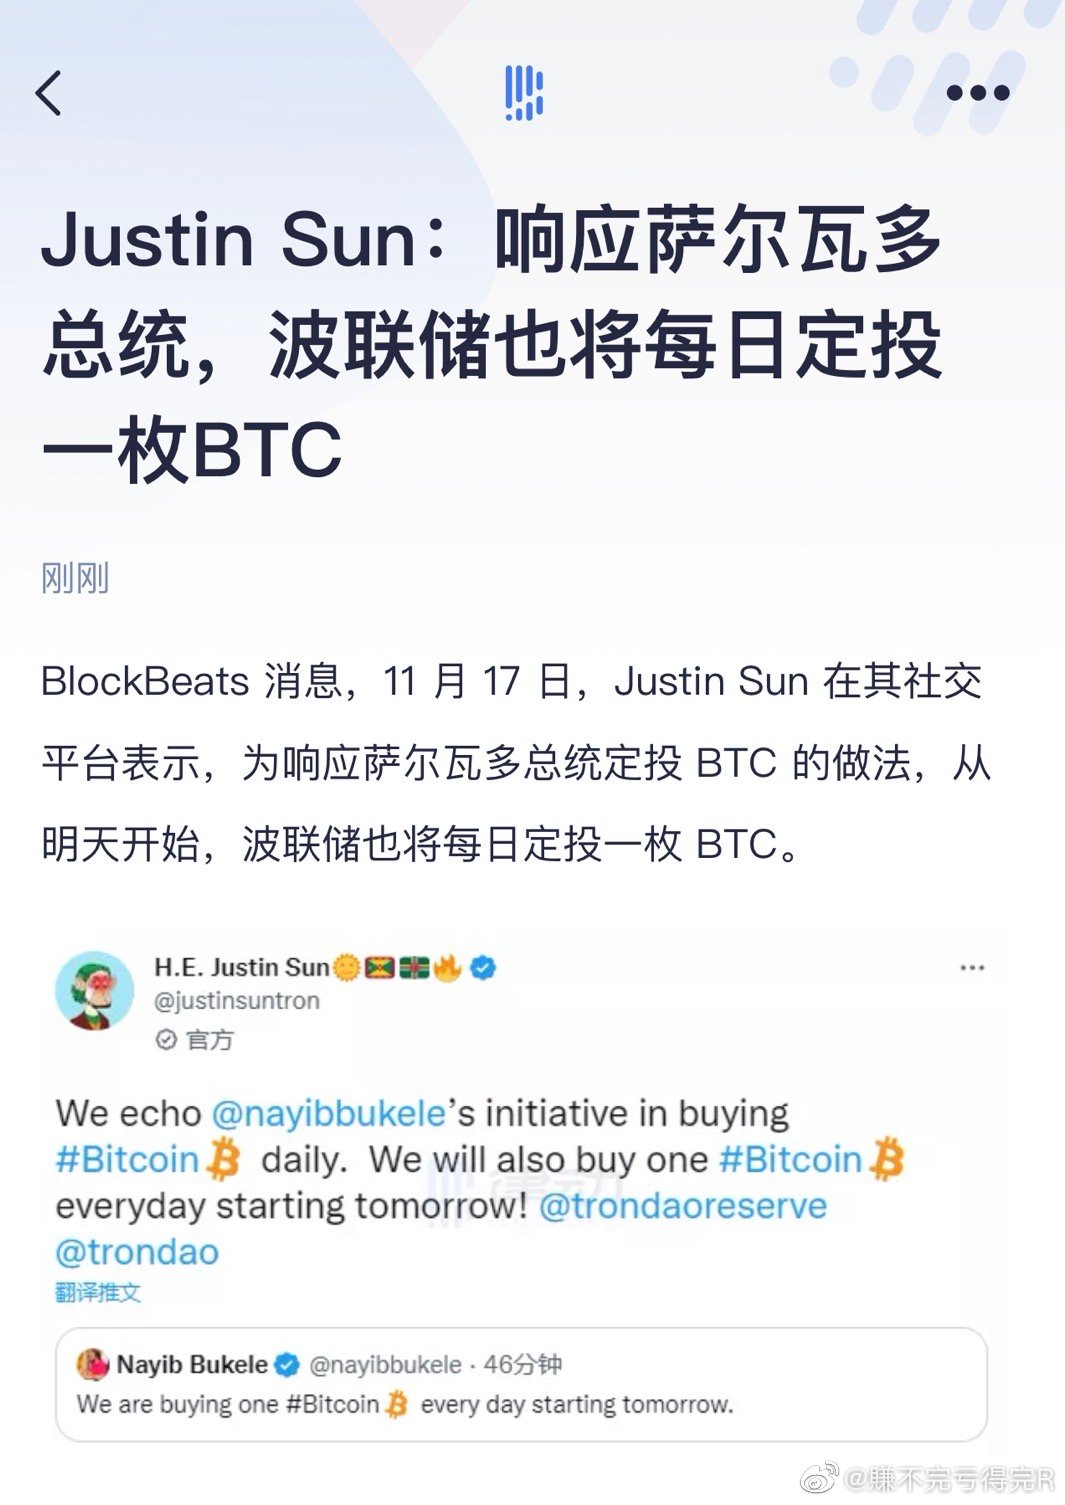 Justin Sun：响应萨尔瓦多
总统，波联储也将每日定投
一枚BTC
刚刚
BlockBeats 消息，11 月 17 日，Justin Sun 在其社交
平台表示，为响应萨尔瓦多总统定投 BTC 的做法，从
明天开始，波联储也将每日定投一枚 BTC。
H.E. Justin Sun
@justinsuntron
官方
We echo @nayibbukele’s initiative in buying
#Bitcoin daily. We will also buy one #Bitcoin
everyday starting tomorrow! @trondaoreserve
@trondao
律动
翻译推文
Nayib Bukele @nayibbukele · 46分钟
We are buying one #Bitcoin every day starting tomorrow.
@賺不完亏得完R